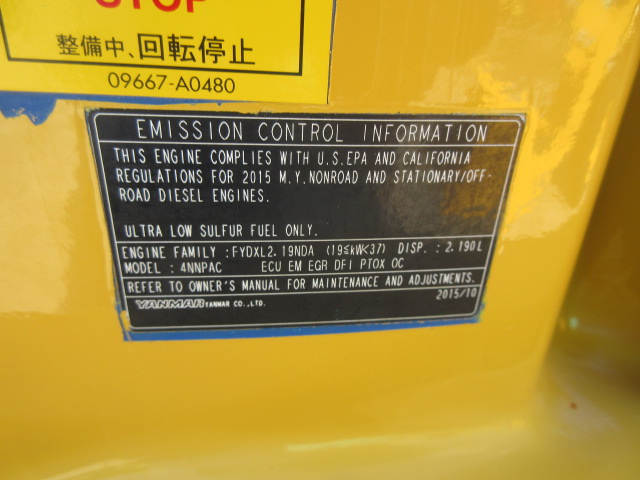 STOP
整備中、回転停止
09667-A0480
EMISSION CONTROL INFORMATION
THIS ENGINE COMPLIES WITH U.S.EPA AND CALIFORNIA
REGULATIONS FOR 2015 M.Y.NONROAD AND STATIONARY/OFF-
ROAD DIESEL ENGINES.
ULTRA LOW SULFUR FUEL ONLY.
ENGINE FAMILY :FYDXL2.19NDA (19≦kW<37) DISP.: 2.190L
MODEL :4NNPAC ECU EM EGR DFI PTOX OC
REFER TO OWNER'S MANUAL FOR MAINTENANCE AND ADJUSTMENTS.
2015/10
YANMAR YANMAR CO.,LTD.